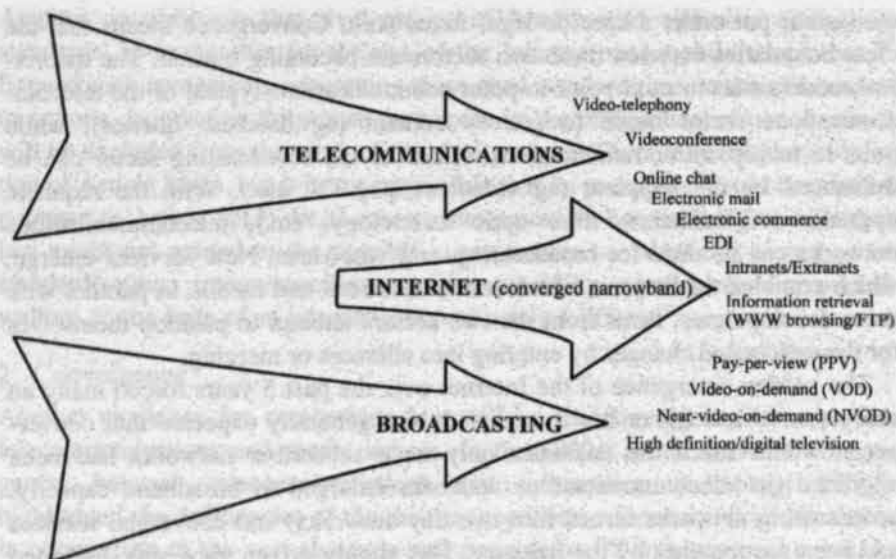 Video-telephony
TELECOMMUNICATIONS
Videoconference
Online chat
Electronic mail
Electronic commerce
EDI
Intranets/Extranets
INTERNET (converged narrowband)
Information retrieval
(WWW browsing/FTP)
Pay-per-view (PPV)
Video-on-demand (VOD)
Near-video-on-demand (NVOD)
BROADCASTING
High definition/digital television